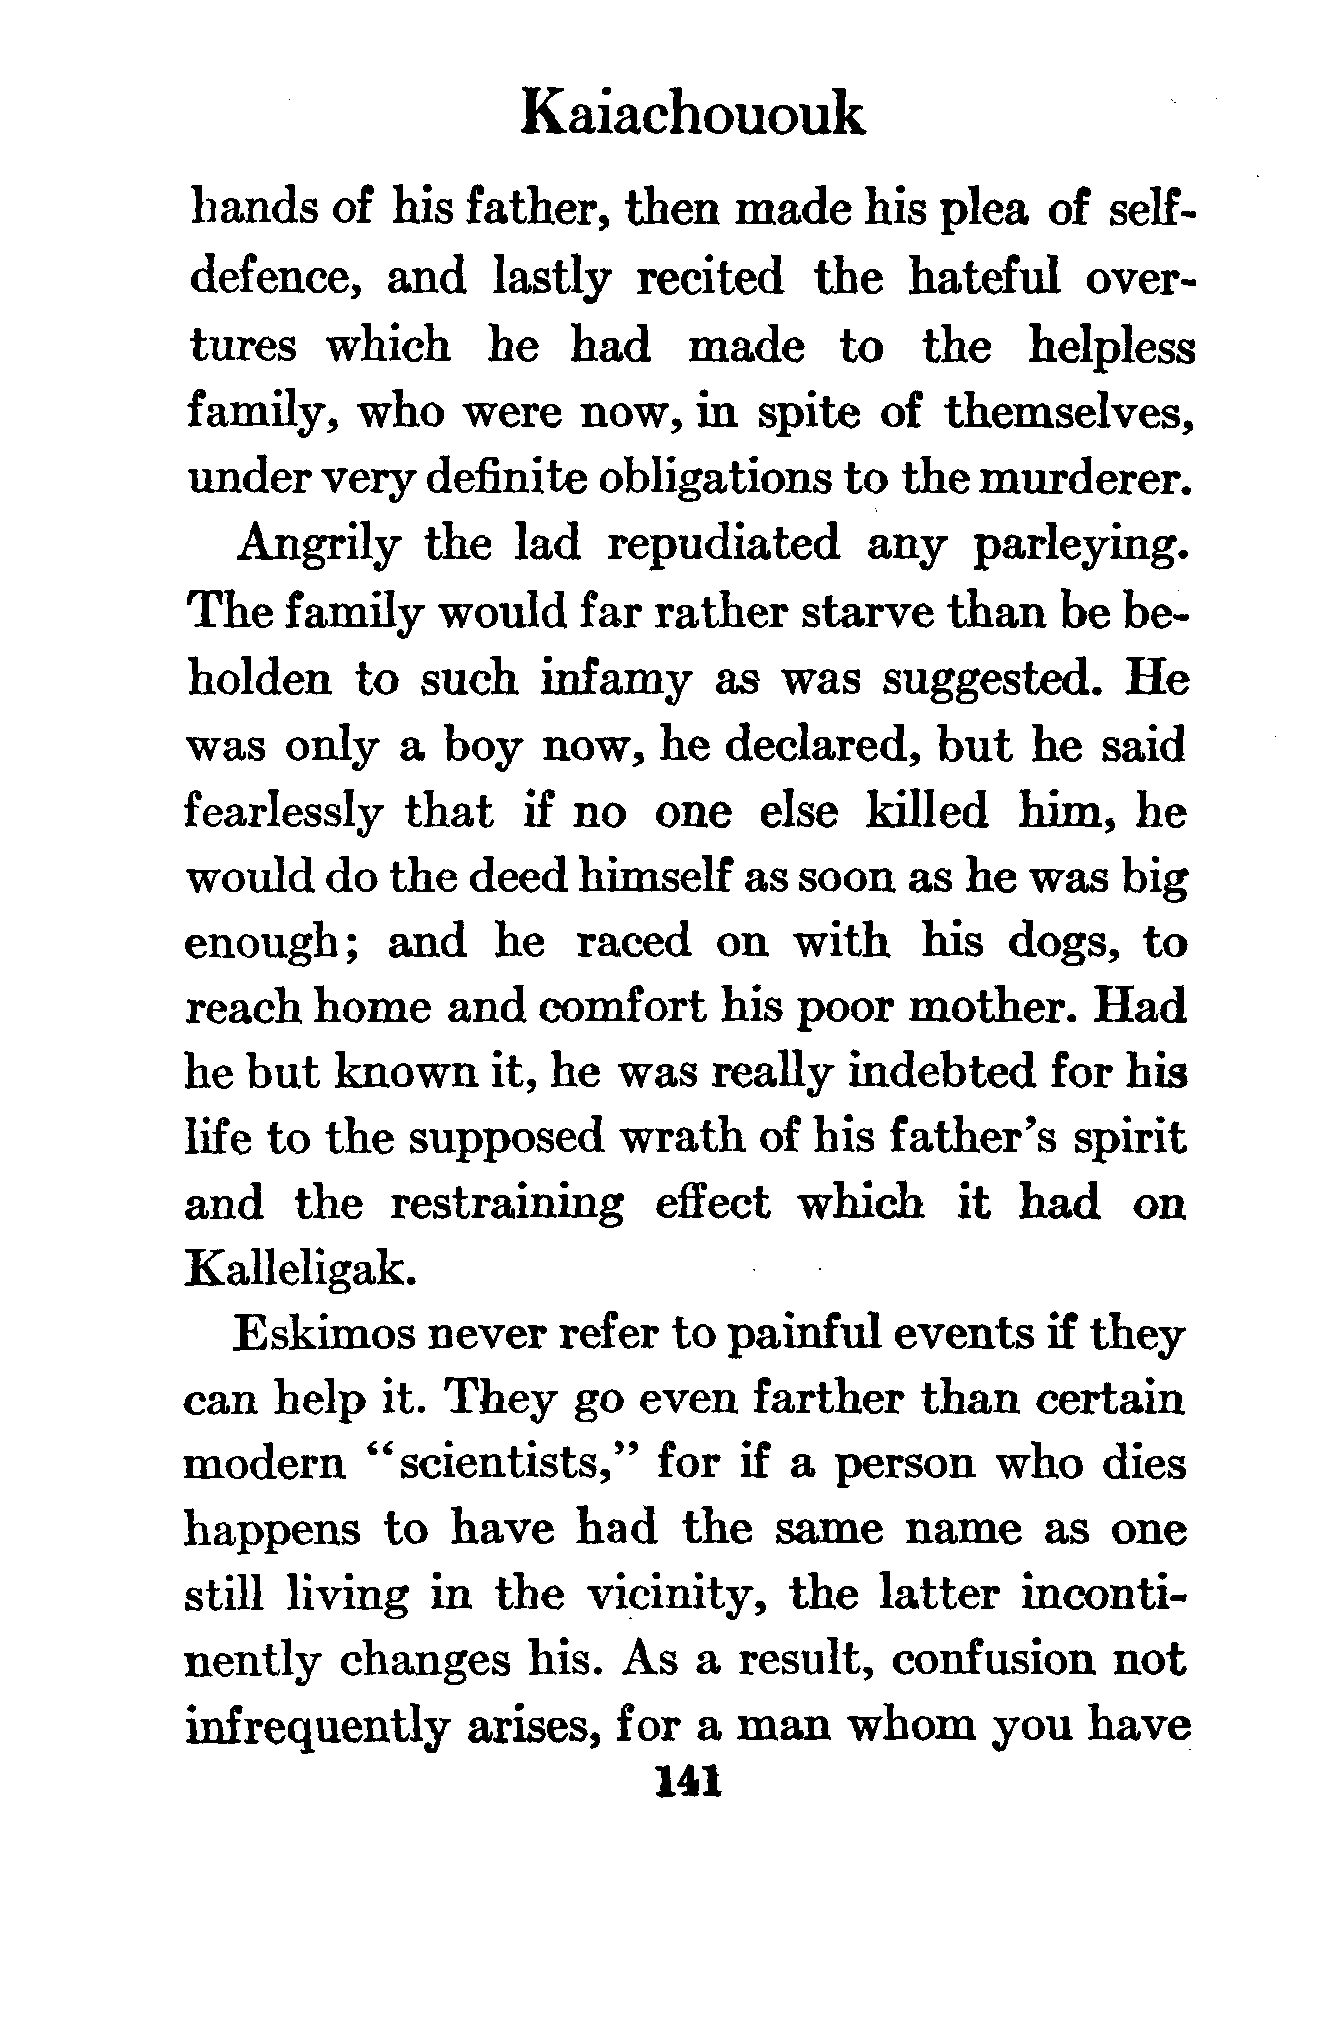 Kaiachououk
hands of his father, then made his plea of self-
defence, and lastly recited the hateful over-
tures which he had made to the helpless
family, who were now, in spite of themselves,
under very definite obligations to the murderer.
Angrily the lad repudiated any parleying.
The family would far rather starve than be be-
holden to such infamy as was suggested. He
was only a boy now, he declared, but he said
fearlessly that if no one else killed him, he
would do the deed himself as soon as he was big
enough; and he raced on with his dogs, to
reach home and comfort his poor mother. Had
he but known it, he was really indebted for his
life to the supposed wrath of his father's spirit
and the restraining effect which it had on
Kalleligak.
Eskimos never refer to painful events if they
can help it. They go even farther than certain
modern "scientists," for if a person who dies
happens to have had the same name as one
still living in the vicinity, the latter inconti-
nently changes his. As a result, confusion not
infrequently arises, for a man whom you have
141